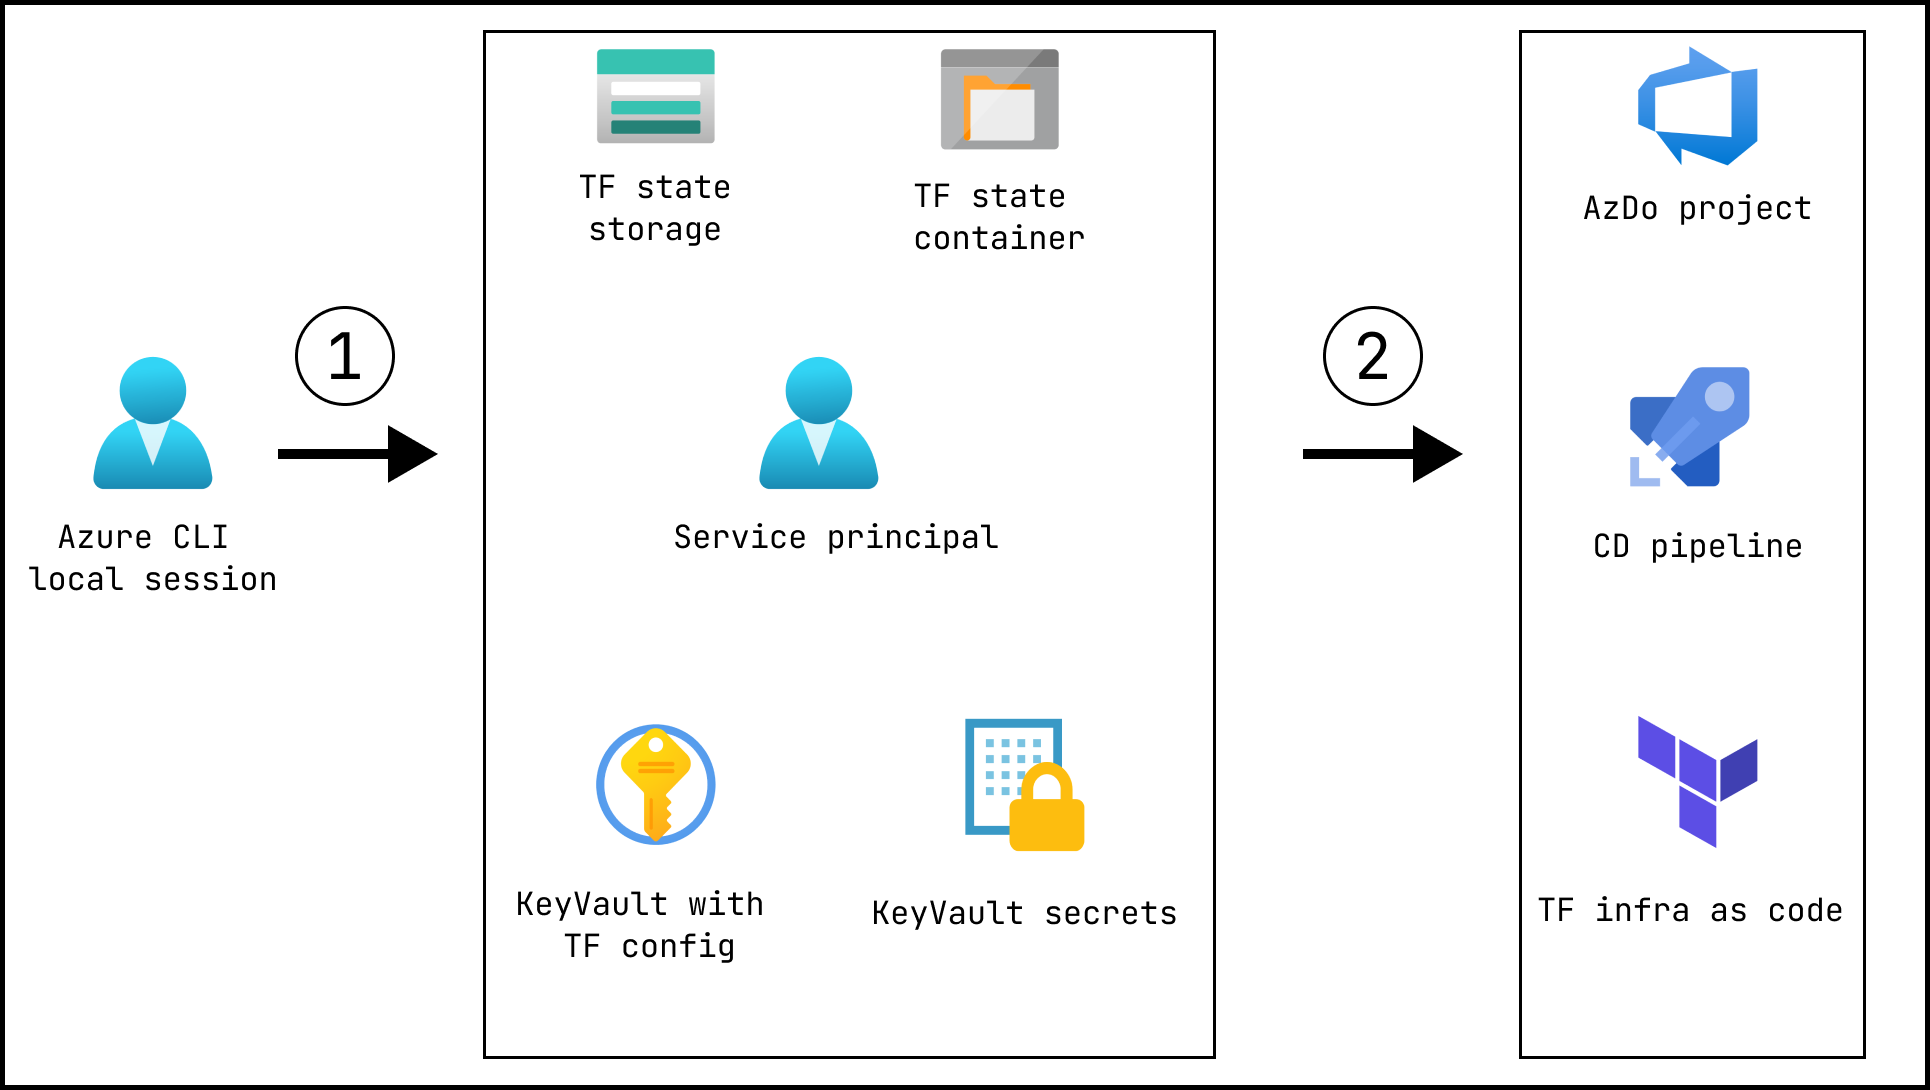 Azure CLI
local session
1
TF state
storage
TF state
container
Service principal
KeyVault with
TF config
KeyVault secrets
2
AzDo project
CD pipeline
TF infra as code